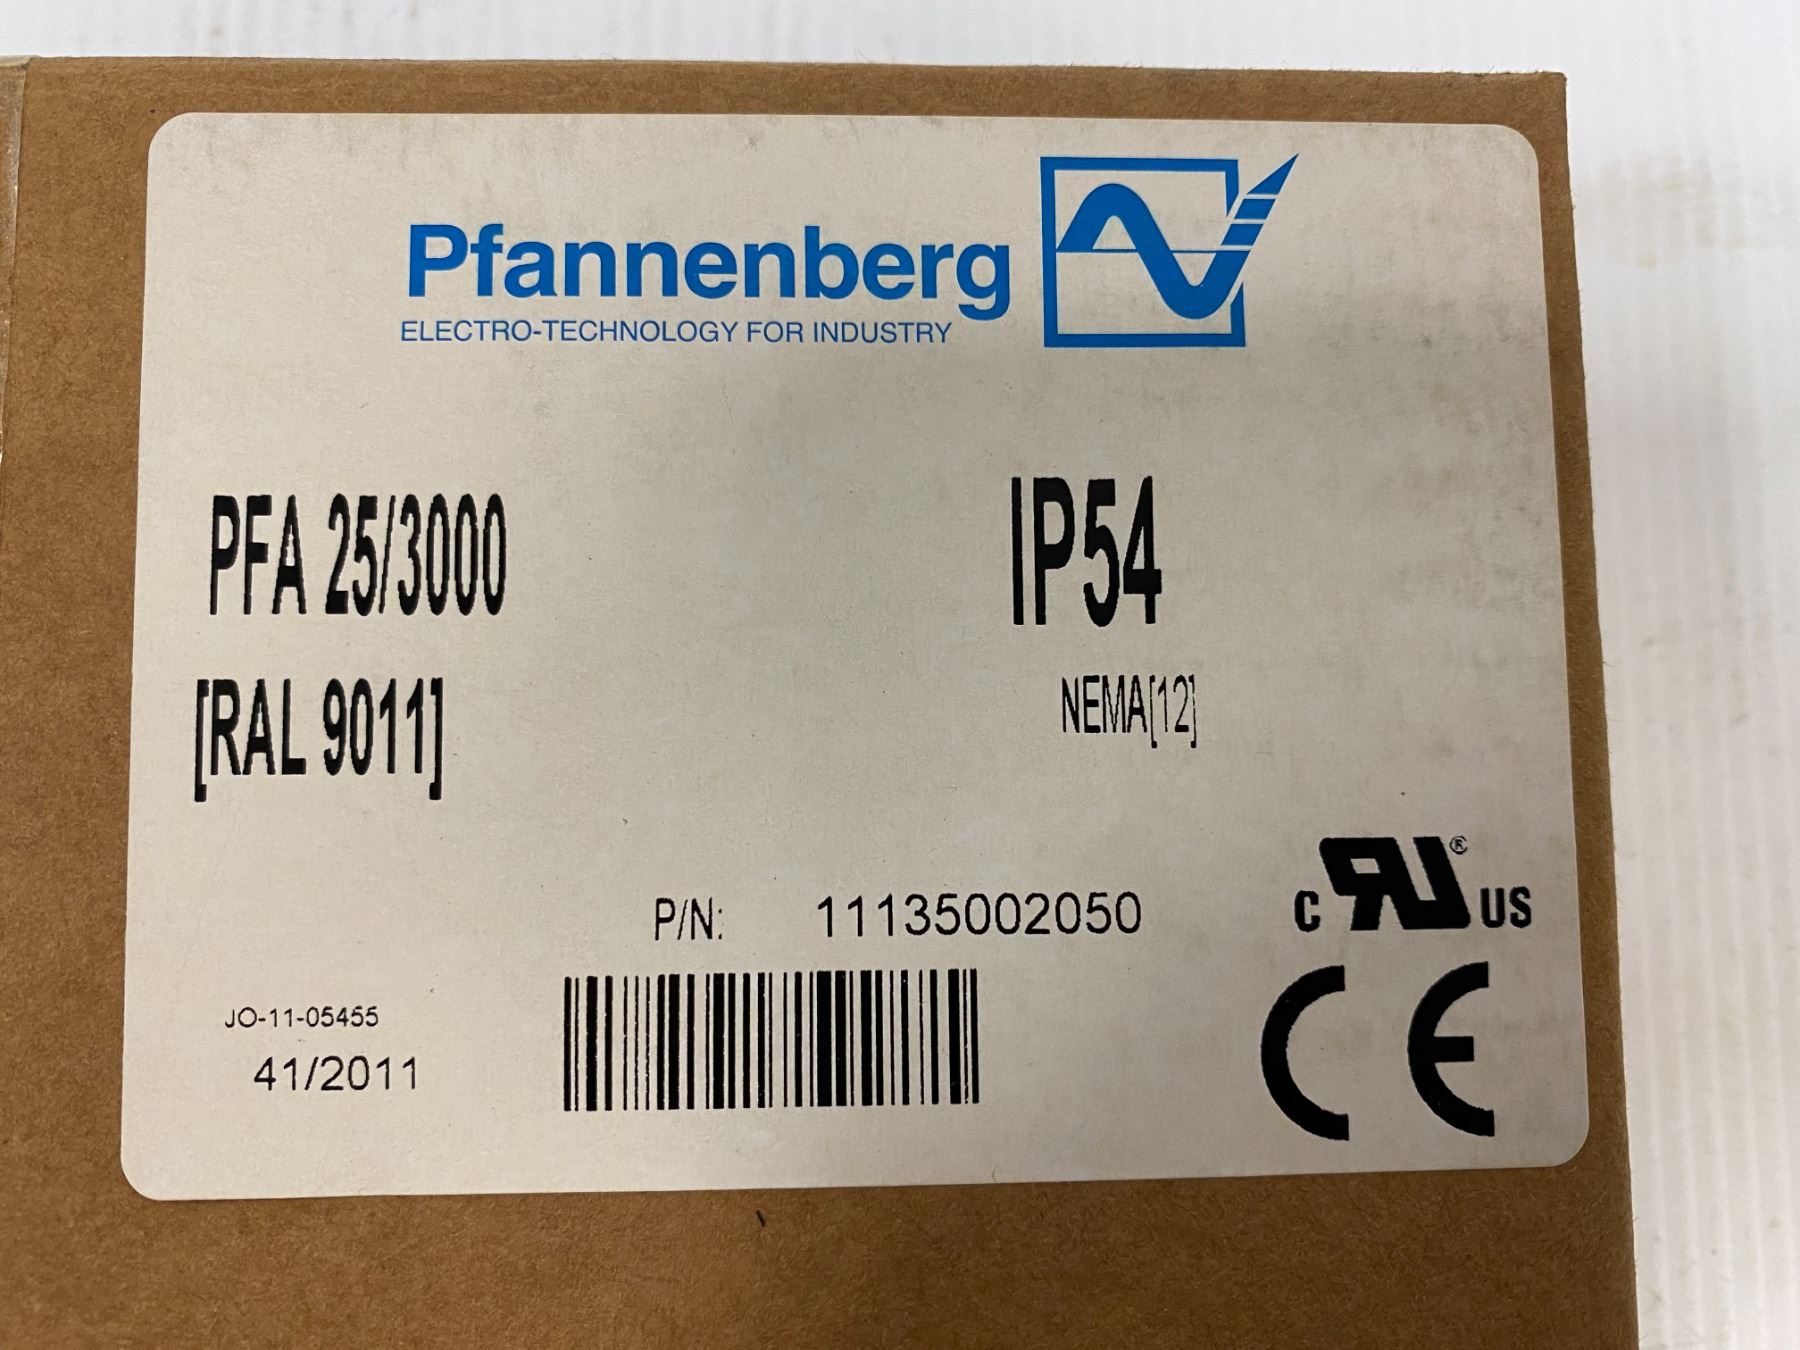 Pfannenberg
ELECTRO-TECHNOLOGY FOR INDUSTRY
PFA 25/3000
IP54
[RAL 9011]
NEMA[12]
P/N: 11135002050
C RU ® US
JO-11-05455
41/2011
CE